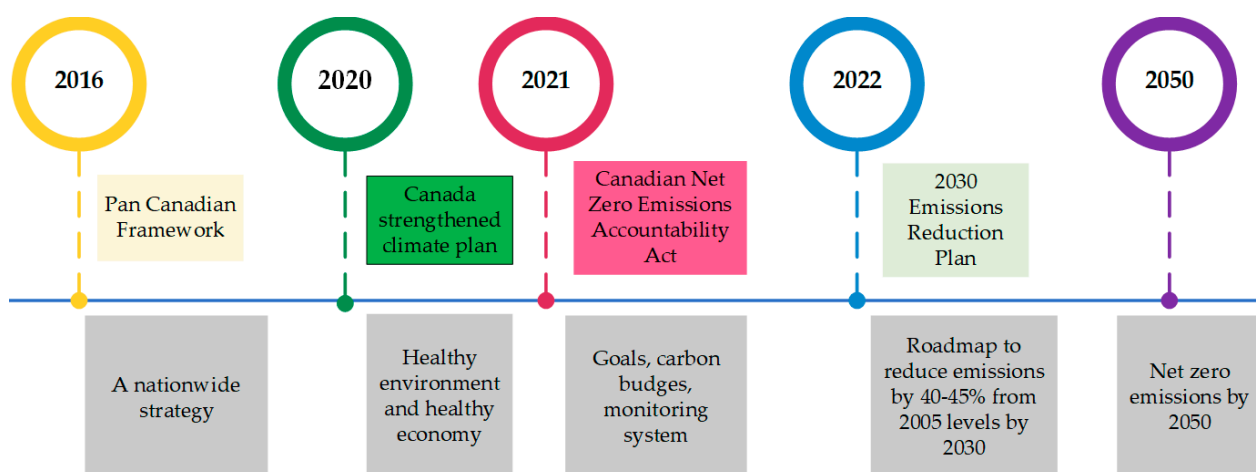 2016
2020
2021
2022
2050
Pan Canadian
Framework
Canada
strengthened
climate plan
Canadian Net
Zero Emissions
Accountability
Act
2030
Emissions
Reduction
Plan
A nationwide
strategy
Healthy
environment
and healthy
economy
Goals, carbon
budges,
monitoring
system
Roadmap to
reduce emissions
by 40-45% from
2005 levels by
2030
Net zero
emissions by
2050